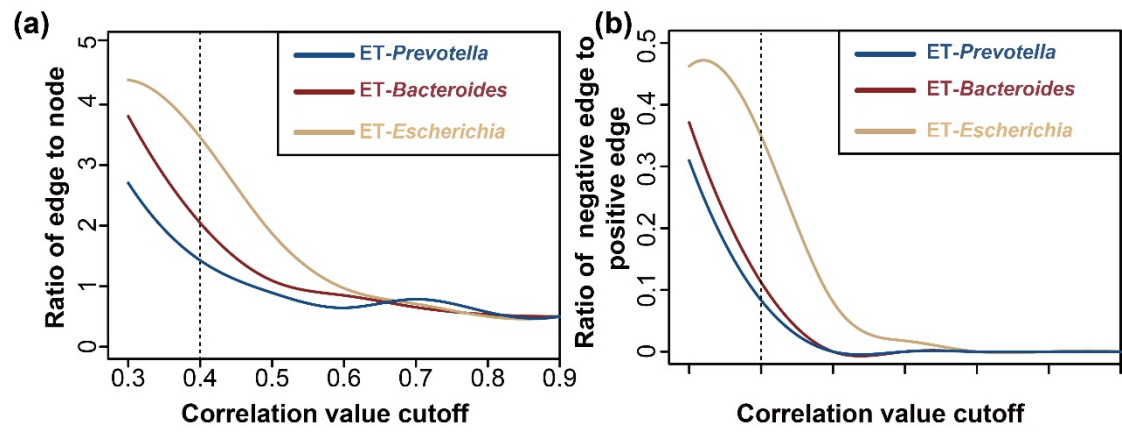 (a)
Ratio of edge to node
5
4
3
2
1
0
ET-Prevotella
ET-Bacteroides
ET-Escherichia
0.3 0.4 0.5 0.6 0.7 0.8 0.9
Correlation value cutoff
(b)
Ratio of negative edge to
positive edge
0.5
0.4
0.3
0.2
0.1
0
ET-Prevotella
ET-Bacteroides
ET-Escherichia
Correlation value cutoff